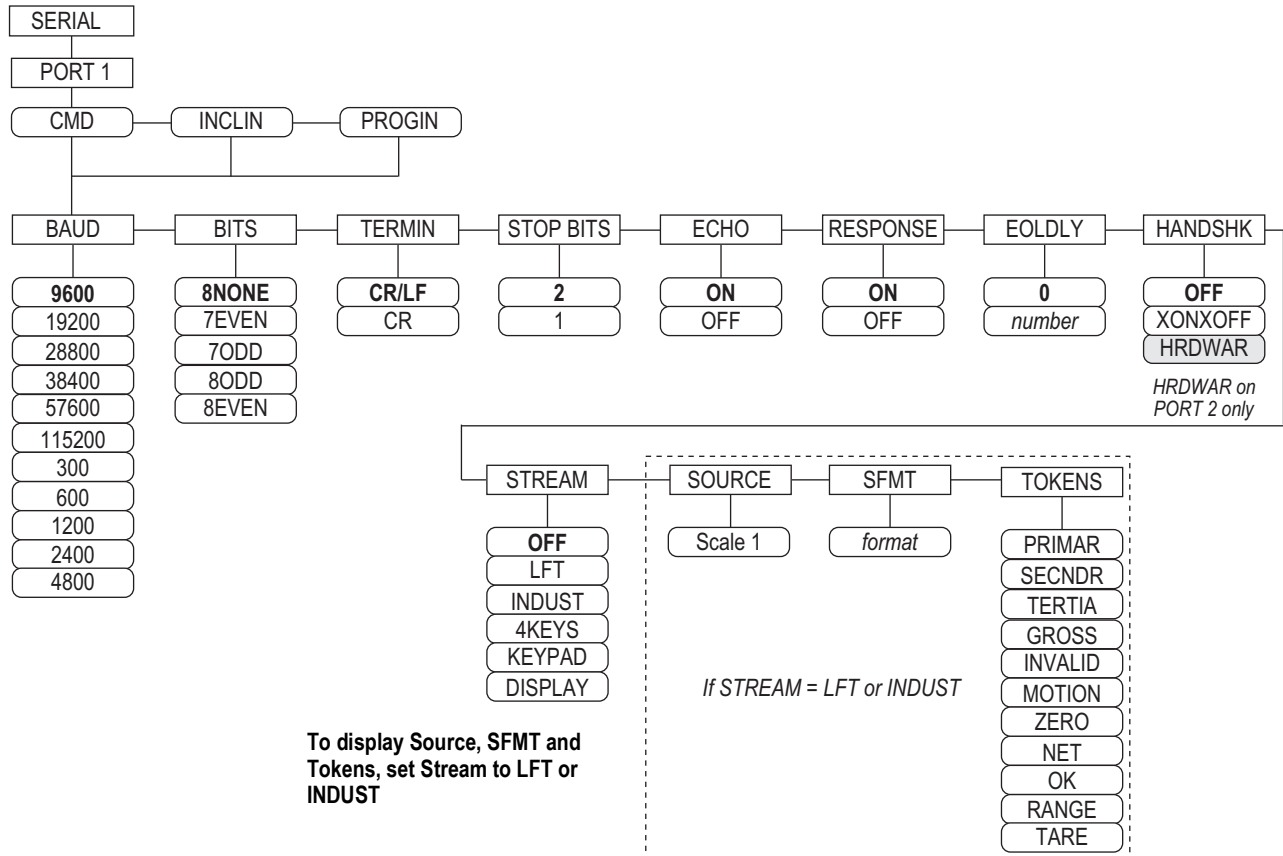 SERIAL
PORT 1
CMD INCLIN PROGIN
BAUD BITS TERMIN STOP BITS ECHO RESPONSE EOLDLY HANDSHK
9600 8NONE CR/LF 2 ON ON 0 OFF
19200 7EVEN CR 1 OFF OFF number XONXOFF
28800 7ODD HRDWAR
38400 8ODD
57600 8EVEN
115200
300
600
1200
2400
4800
HRDWAR on
PORT 2 only
STREAM SOURCE SFMT TOKENS
OFF Scale 1 format PRIMAR
LFT SECNDR
INDUST TERTIA
4KEYS GROSS
KEYPAD INVALID
DISPLAY MOTION
ZERO
NET
OK
RANGE
TARE
If STREAM = LFT or INDUST
To display Source, SFMT and
Tokens, set Stream to LFT or
INDUST